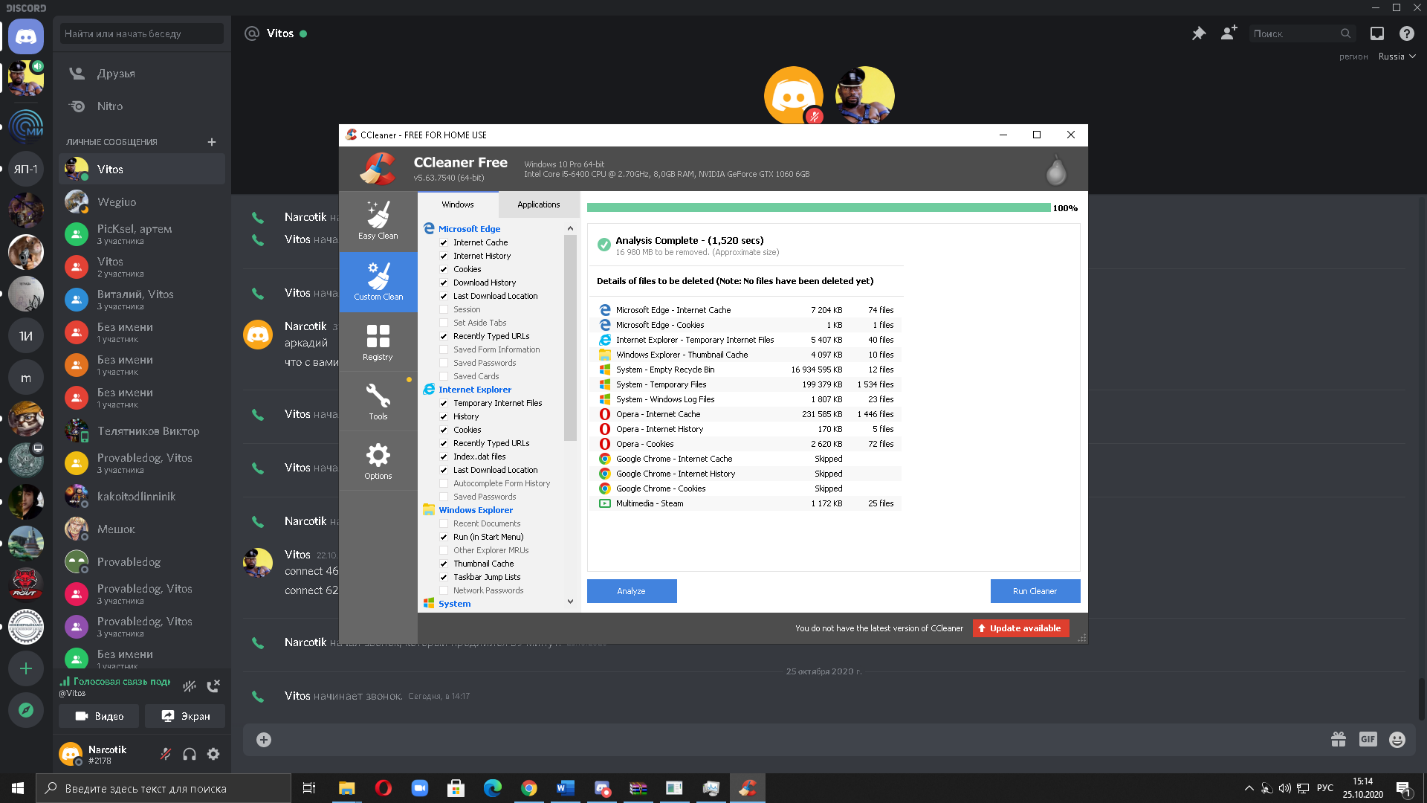 DISCORD
Найти или начать беседу
Друзья
Nitro
ЛИЧНЫЕ СООБЩЕНИЯ
Vitos
Wegiuo
PicKsel, артем
3 участника
Vitos
2 участника
Виталий, Vitos
3 участника
Без имени
1 участник
Без имени
1 участник
Без имени
1 участник
Телятников Виктор
Provabledog, Vitos
3 участника
kakoitodlinninik
Мешок
Provabledog
Provabledog, Vitos
3 участника
Provabledog, Vitos
3 участника
Без имени
1 участник
ЯП-1
1И
m
Голосовая связь подк
@Vitos
Видео
Экран
Narcotik
#2178
@ Vitos
Поиск
регион Russia
Narcotik на
Vitos нача
Vitos нача
Narcotik
аркадий
что с вами
Vitos нача
Vitos нача
Narcotik на
Vitos 22.10.
connect 46
connect 62
Narcotik
25 октября 2020 г.
Vitos начинает звонок. Сегодня, в 14:17
GIF
CCleaner - FREE FOR HOME USE
CCleaner Free
v5.63.7540 (64-bit)
Windows 10 Pro 64-bit
Intel Core i5-6400 CPU @ 2.70GHz, 8,0GB RAM, NVIDIA GeForce GTX 1060 6GB
Easy Clean
Custom Clean
Registry
Tools
Options
Windows
Applications
Microsoft Edge
Internet Cache
Internet History
Cookies
Download History
Last Download Location
Session
Set Aside Tabs
Recently Typed URLs
Saved Form Information
Saved Passwords
Saved Cards
Internet Explorer
Temporary Internet Files
History
Cookies
Recently Typed URLs
Index.dat files
Last Download Location
Autocomplete Form History
Saved Passwords
Windows Explorer
Recent Documents
Run (in Start Menu)
Other Explorer MRUs
Thumbnail Cache
Taskbar Jump Lists
Network Passwords
System
100%
Analysis Complete - (1,520 secs)
16 980 MB to be removed. (Approximate size)
Details of files to be deleted (Note: No files have been deleted yet)
Microsoft Edge - Internet Cache 7 204 KB 74 files
Microsoft Edge - Cookies 1 KB 1 files
Internet Explorer - Temporary Internet Files 5 407 KB 40 files
Windows Explorer - Thumbnail Cache 4 097 KB 10 files
System - Empty Recycle Bin 16 934 595 KB 12 files
System - Temporary Files 199 379 KB 1 534 files
System - Windows Log Files 1 807 KB 23 files
Opera - Internet Cache 231 585 KB 1 446 files
Opera - Internet History 170 KB 5 files
Opera - Cookies 2 620 KB 72 files
Google Chrome - Internet Cache Skipped
Google Chrome - Internet History Skipped
Google Chrome - Cookies Skipped
Multimedia - Steam 1 172 KB 25 files
Analyze
Run Cleaner
You do not have the latest version of CCleaner
Update available
Введите здесь текст для поиска
РУС
15:14
25.10.2020